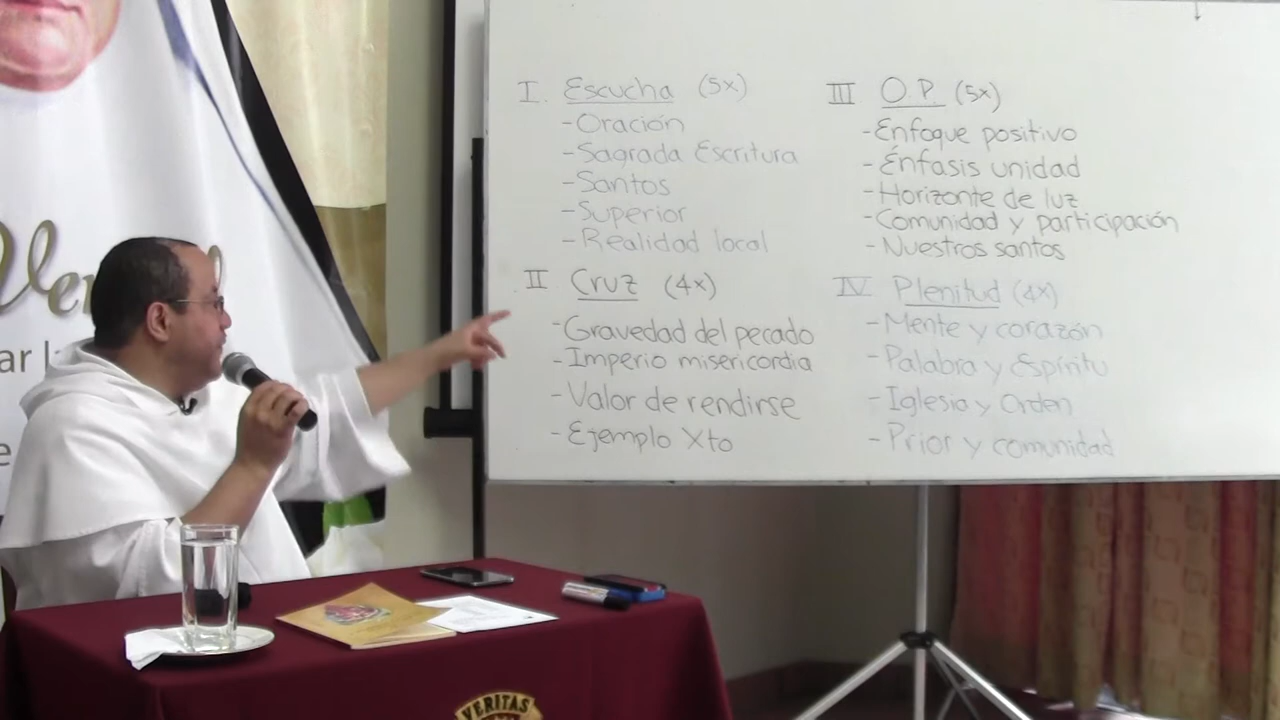 I. Escucha (5x)
-Oración
-Sagrada Escritura
-Santos
-Superior
-Realidad local
II Cruz (4x)
-Gravedad del pecado
-Imperio misericordia
-Valor de rendirse
-Ejemplo Xto
III O.P. (5x)
-Enfoque positivo
-Énfasis unidad
-Horizonte de luz
-Comunidad y participación
-Nuestros santos
IV Plenitud (4x)
-Mente y corazón
-Palabra y Espíritu
-Iglesia y Orden
-Prior y comunidad
ar
e
VERITAS